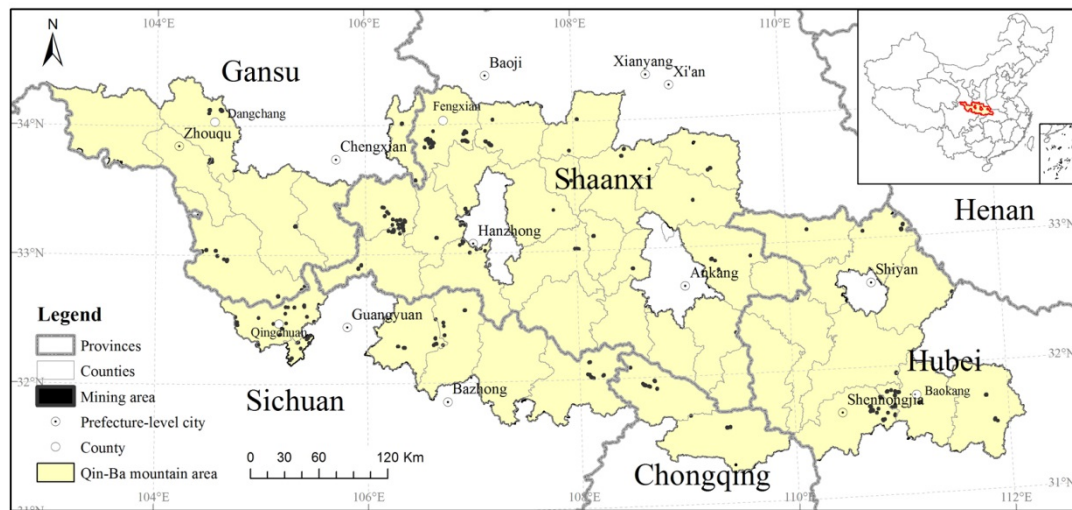 104°E
106°E
108°E
110°E
N
Gansu
Baoji
Xianyang
Xi'an
34°N
Dangchang
Fengxian
Zhouqu
Chengxian
Shaanxi
Henan
33°N
33°N
Hanzhong
Ankang
Shiyan
Legend
Provinces
Counties
Mining area
Prefecture-level city
County
Qin-Ba mountain area
Qingchuan
Guangyuan
32°N
32°N
Hubei
Sichuan
Bazhong
Shennongjia
Baokang
0 30 60 120 Km
Chongqing
31°N
31°N
104°E
106°E
108°E
110°E
112°E